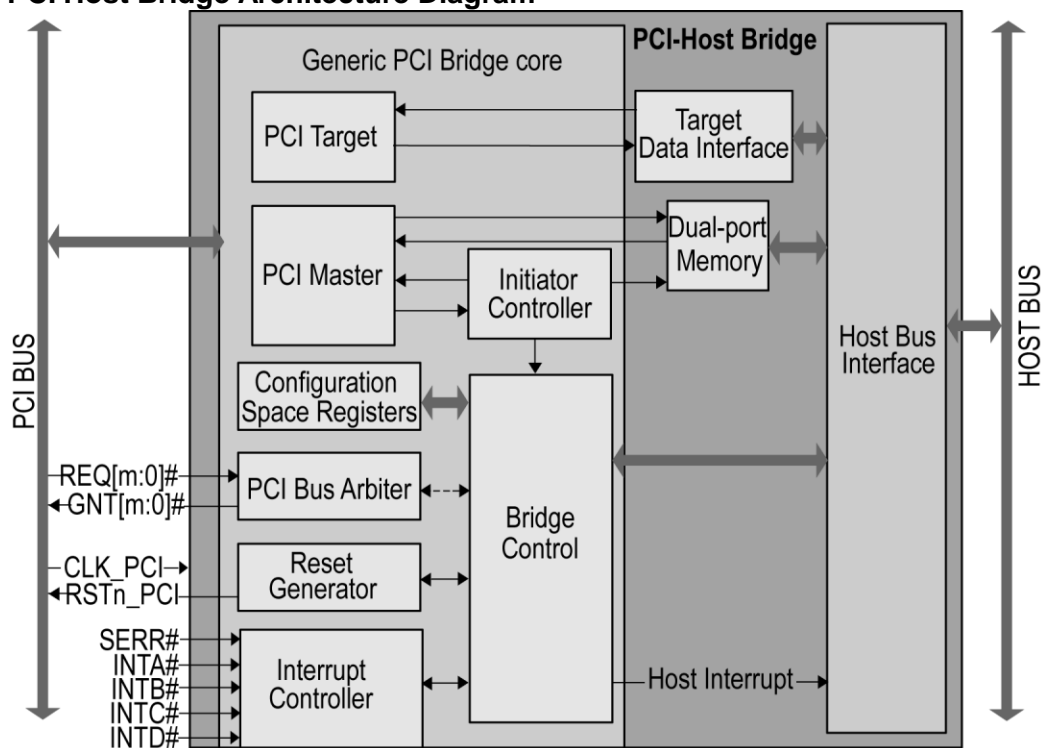 PCI-Host Bridge Architecture Diagram
PCI-Host Bridge
Generic PCI Bridge core
PCI Target
Target
Data Interface
PCI Master
Dual-port
Memory
Initiator
Controller
Host Bus
Interface
PCI BUS
HOST BUS
Configuration
Space Registers
REQ[m:0]#
GNT[m:0]#
PCI Bus Arbiter
Bridge
Control
CLK_PCI
RSTn_PCI
Reset
Generator
SERR#
INTA#
INTB#
INTC#
INTD#
Interrupt
Controller
Host Interrupt